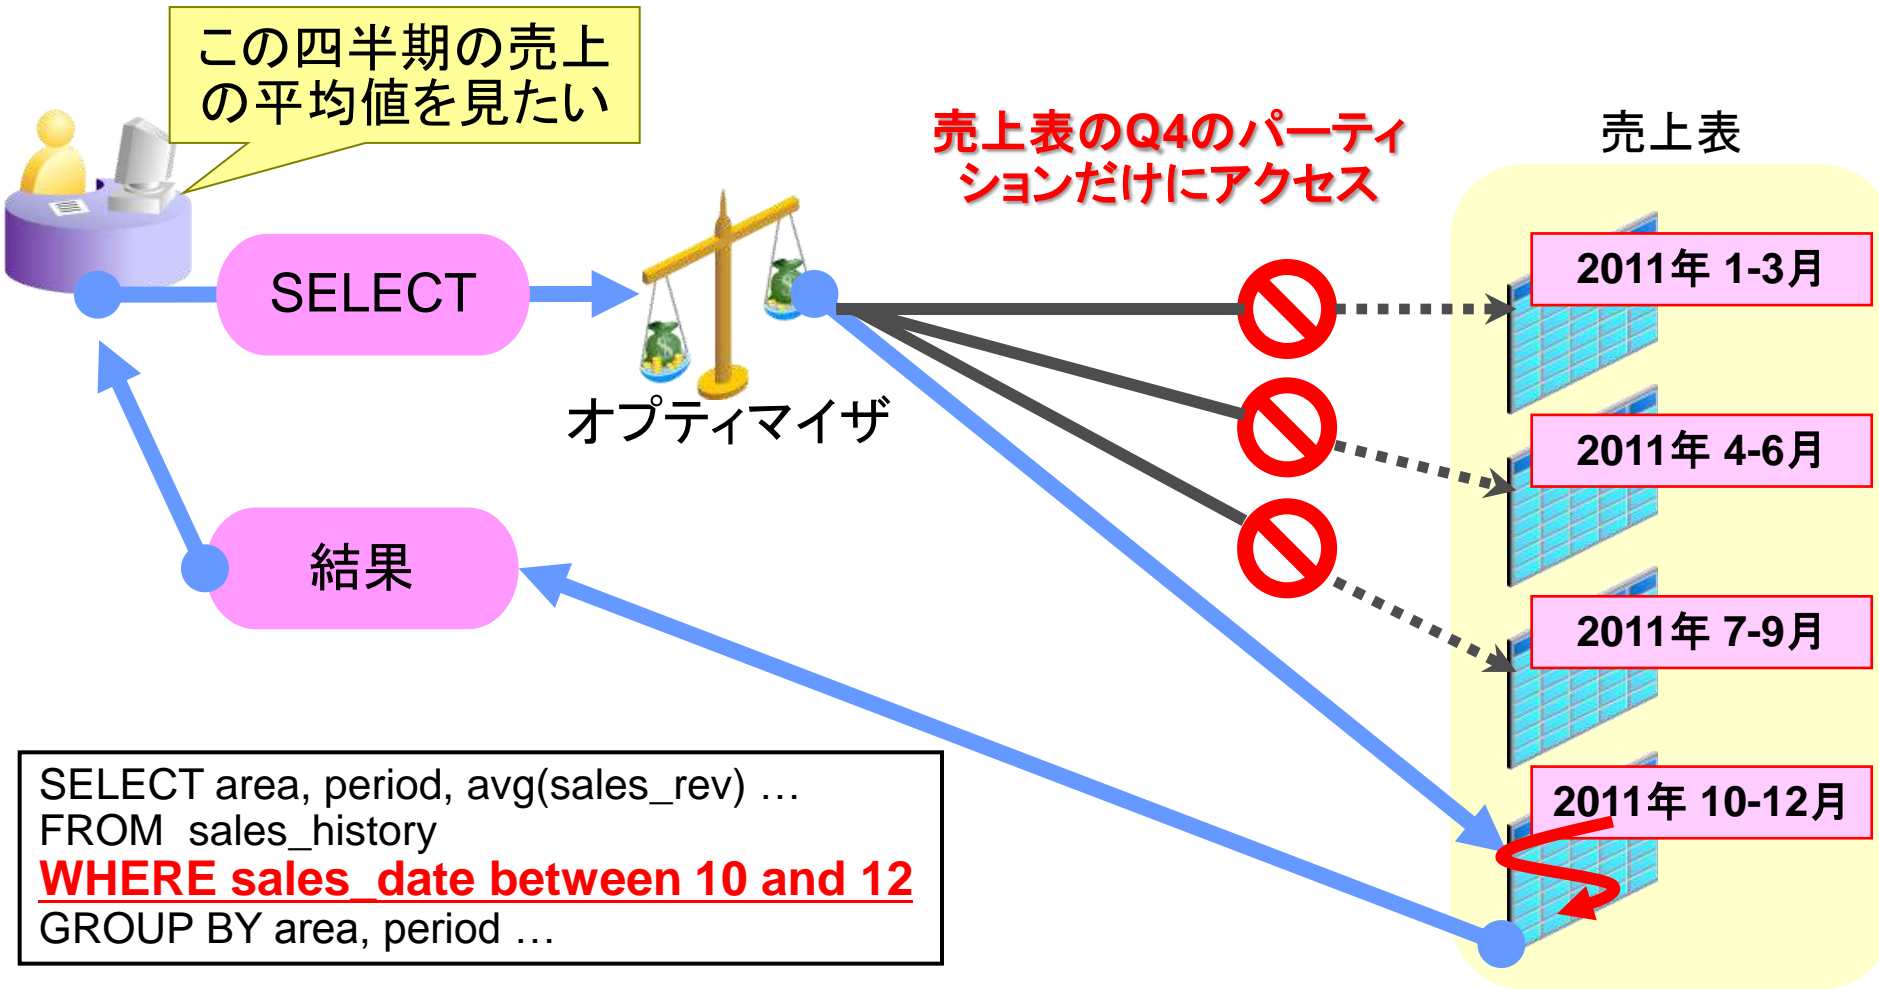 この四半期の売上
の平均値を見たい
売上表のQ4のパーティ
ションだけにアクセス
売上表
SELECT
オプティマイザ
結果
2011年 1-3月
2011年 4-6月
2011年 7-9月
2011年 10-12月
SELECT area, period, avg(sales_rev) …
FROM sales_history
WHERE sales_date between 10 and 12
GROUP BY area, period …